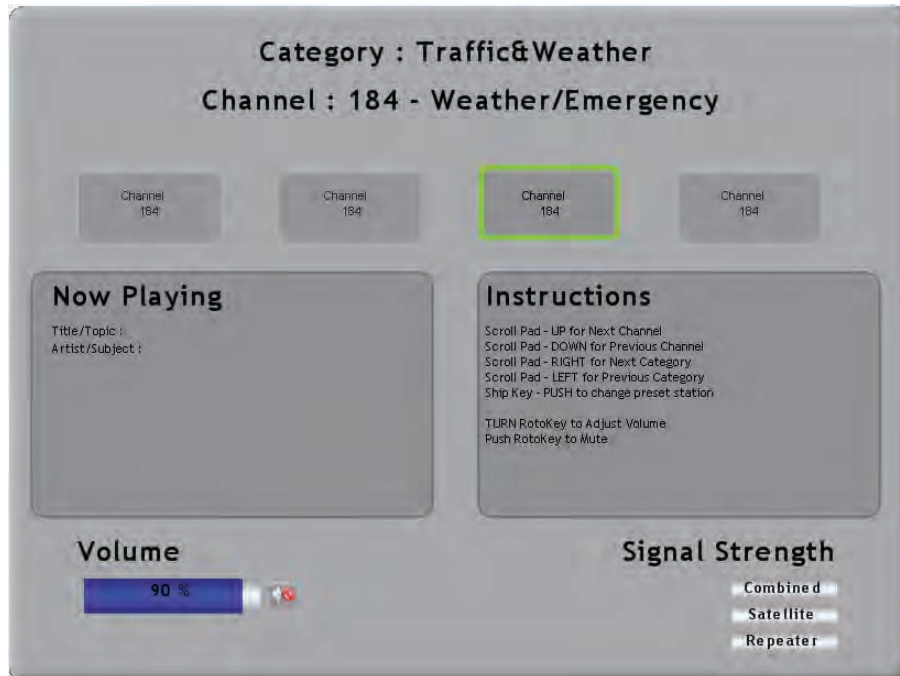 Category : Traffic&Weather
Channel : 184 - Weather/Emergency
Channel
184
Channel
184
Channel
184
Channel
184
Now Playing
Title/Topic :
Artist/Subject :
Instructions
Scroll Pad - UP for Next Channel
Scroll Pad - DOWN for Previous Channel
Scroll Pad - RIGHT for Next Category
Scroll Pad - LEFT for Previous Category
Ship Key - PUSH to change preset station
TURN RotoKey to Adjust Volume
Push RotoKey to Mute
Volume
90 %
Signal Strength
Combined
Satellite
Repeater